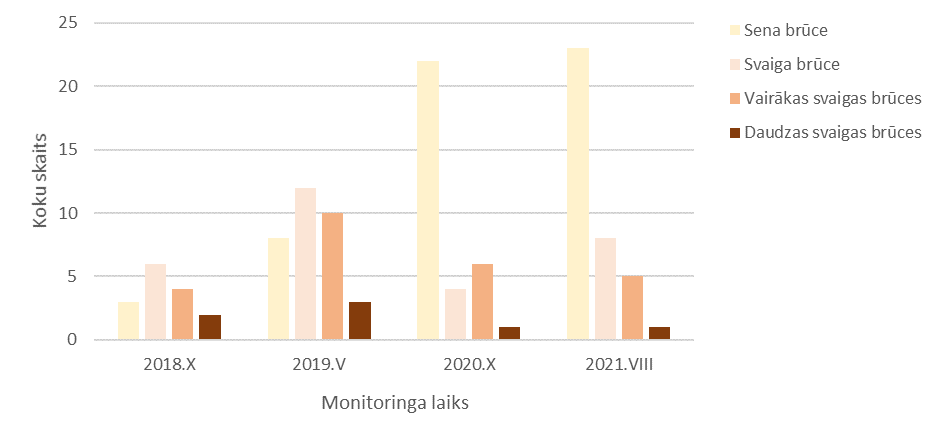 25
20
15
10
5
0
Koku skaits
2018.X
2019.V
2020.X
2021.VIII
Monitoringa laiks
Sena brūce
Svaiga brūce
Vairākas svaigas brūces
Daudzas svaigas brūces